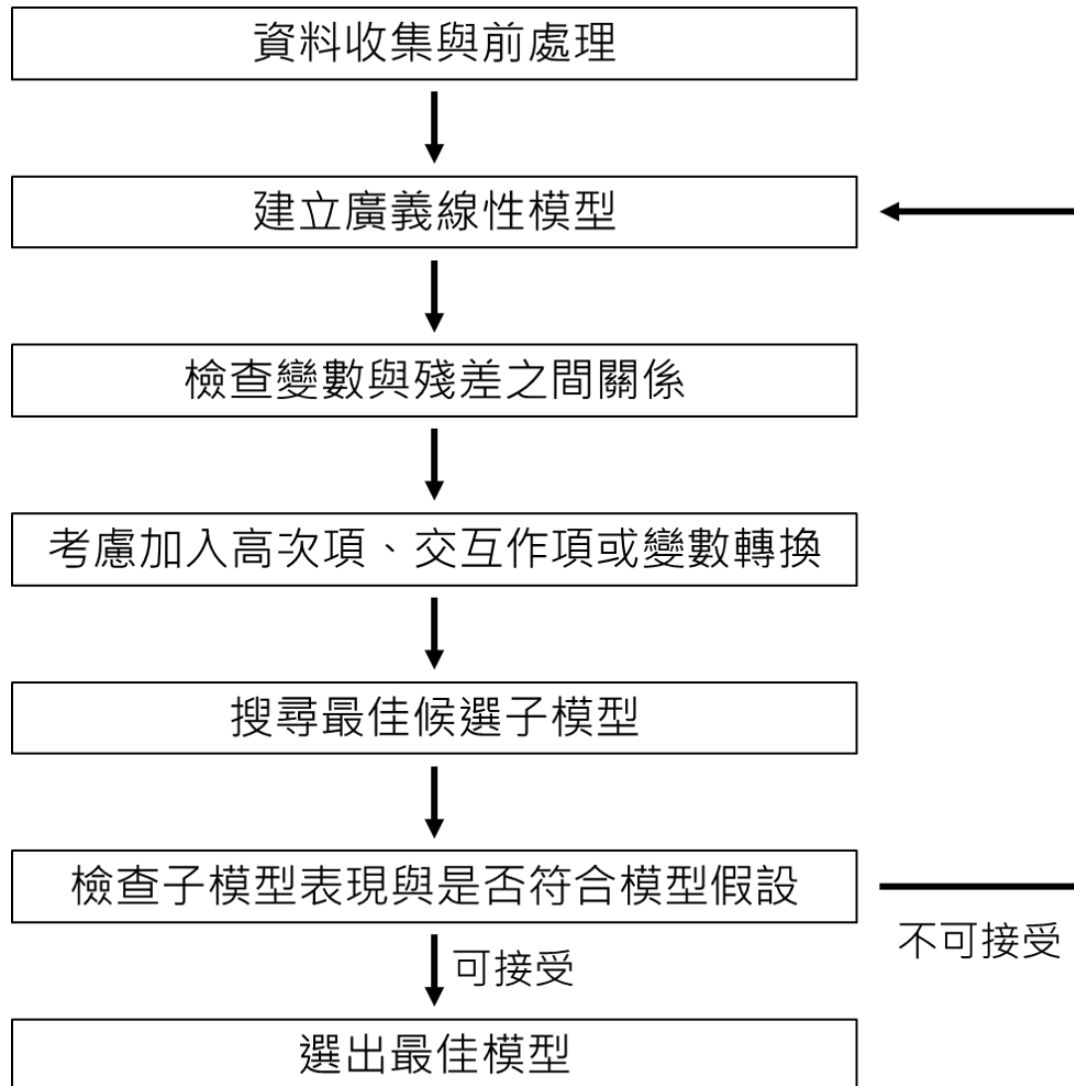 資料收集與前處理
建立廣義線性模型
檢查變數與殘差之間關係
考慮加入高次項、交互作項或變數轉換
搜尋最佳候選子模型
檢查子模型表現與是否符合模型假設
不可接受
可接受
選出最佳模型